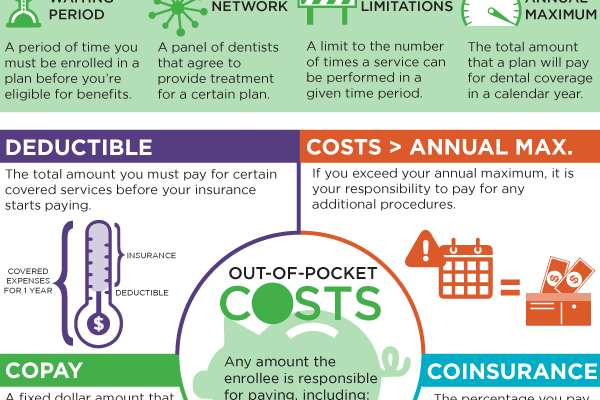 WAITING
PERIOD
A period of time you
must be enrolled in a
plan before you're
eligible for benefits.
NETWORK
A panel of dentists
that agree to
provide treatment
for a certain plan.
LIMITATIONS
A limit to the number
of times a service can
be performed in a
given time period.
ANNUAL
MAXIMUM
The total amount
that a plan will pay
for dental coverage
in a calendar year.
DEDUCTIBLE
The total amount you must pay for certain
covered services before your insurance
starts paying.
COVERED
EXPENSES
FOR 1 YEAR
INSURANCE
DEDUCTIBLE
$
COSTS > ANNUAL MAX.
If you exceed your annual maximum, it is
your responsibility to pay for any
additional procedures.
!
=
$ $
OUT-OF-POCKET
COSTS
Any amount the
enrollee is responsible
for paying, including:
COPAY
A fixed dollar amount that
COINSURANCE
The percentage you pay